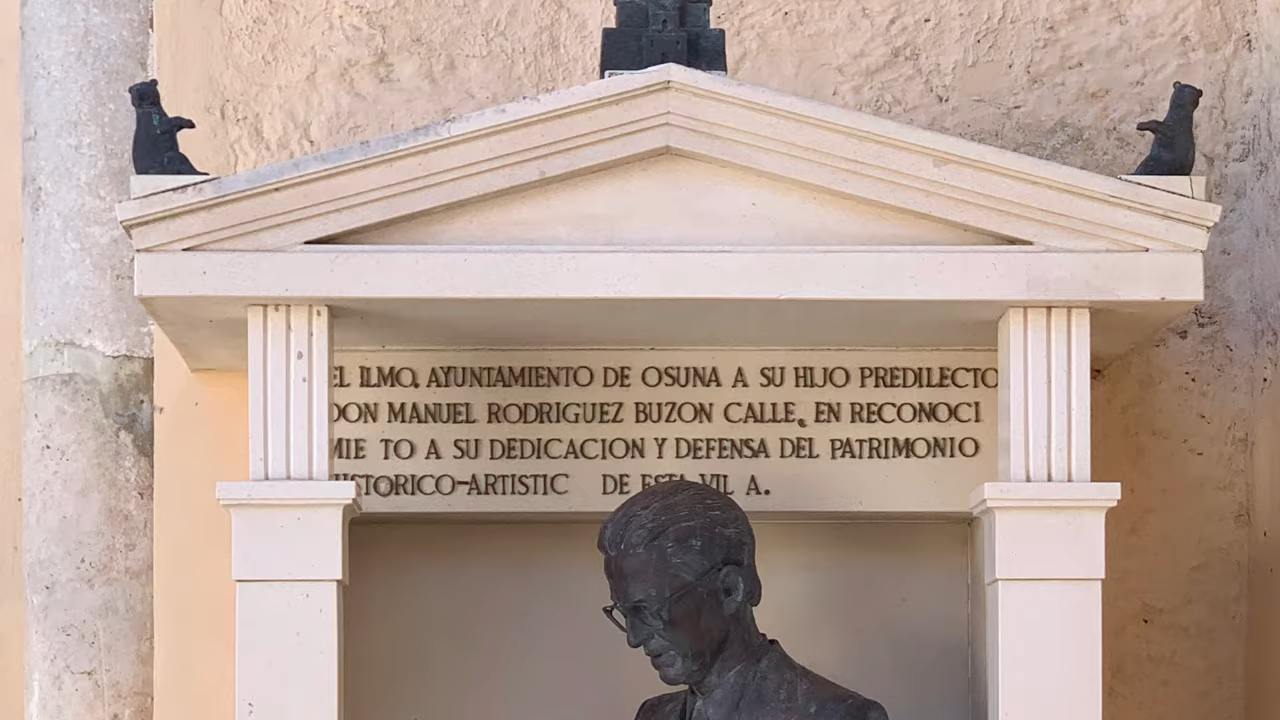 EL ILMO. AYUNTAMIENTO DE OSUNA A SU HIJO PREDILECTO
DON MANUEL RODRIGUEZ BUZON CALLE, EN RECONOCI
MIE TO A SU DEDICACION Y DEFENSA DEL PATRIMONIO
ISTORICO-ARTISTIC DE ESTA VIL A.